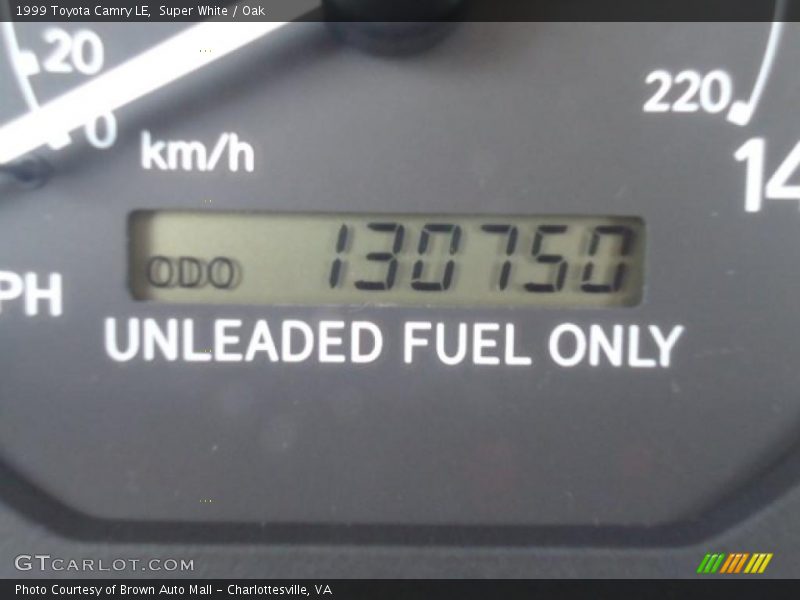 1999 Toyota Camry LE, Super White / Oak
20
0
km/h
220
14
PH
ODO 130750
UNLEADED FUEL ONLY
GTCARLOT.COM
Photo Courtesy of Brown Auto Mall - Charlottesville, VA